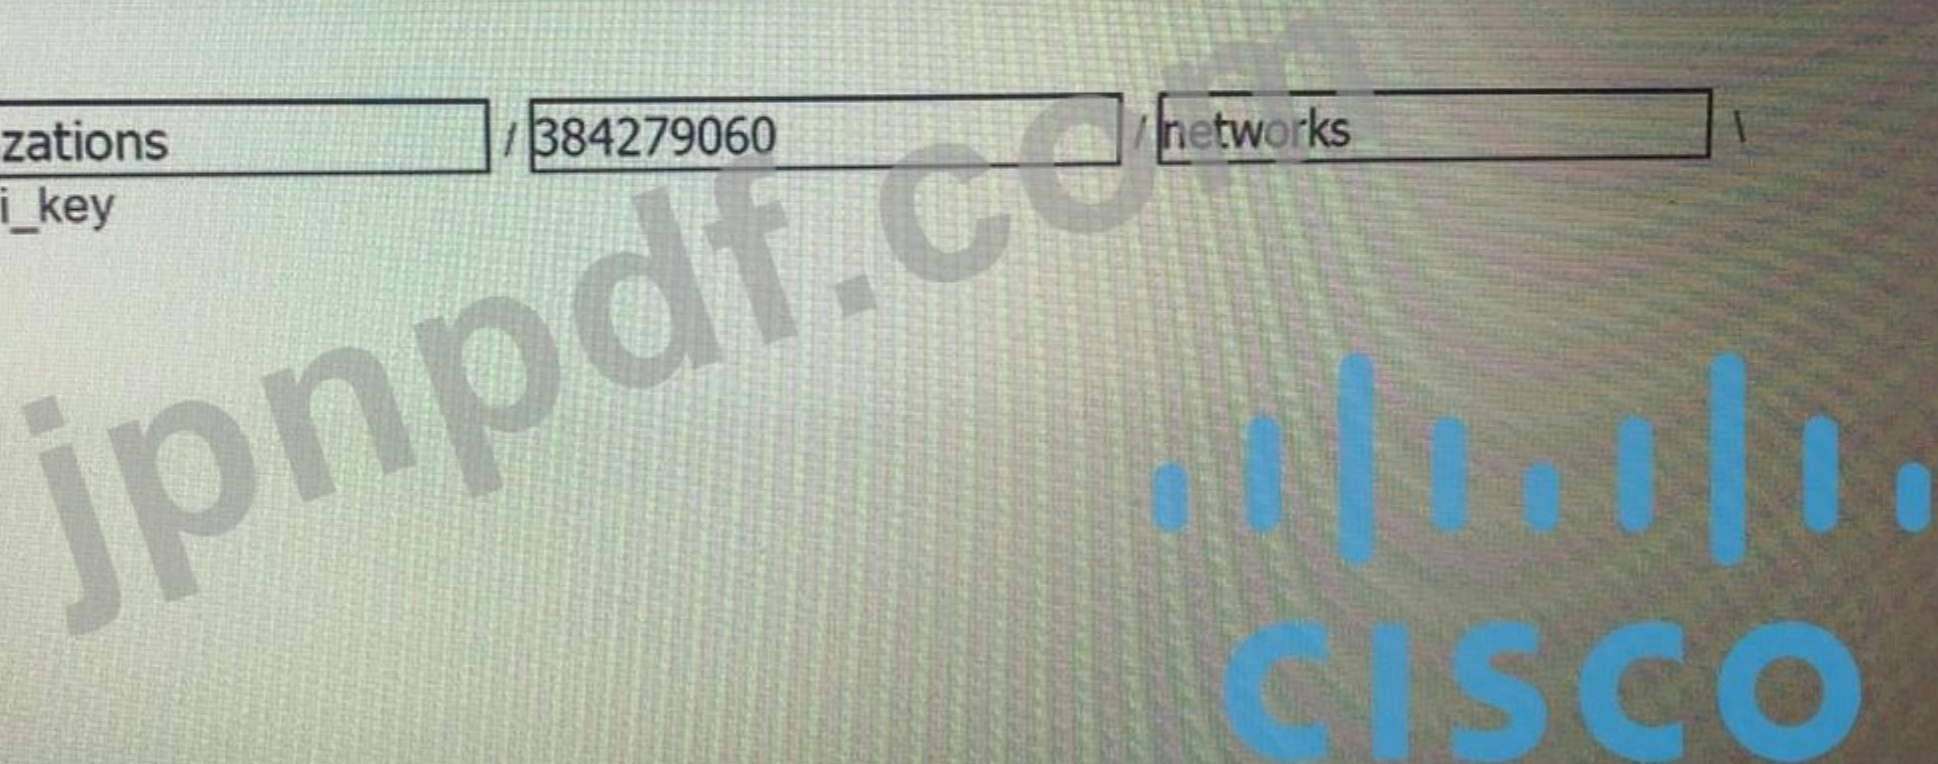 zations / 384279060 / networks \
i_key
jpnpdf.com
CISCO